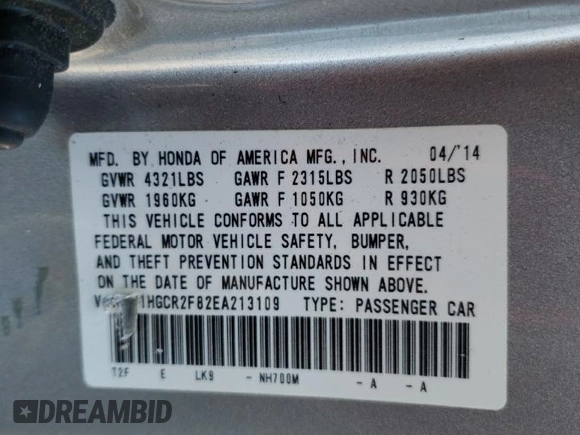 MFD. BY HONDA OF AMERICA MFG., INC. 04/'14
GVWR 4321LBS GAWR F 2315LBS R 2050LBS
GVWR 1960KG GAWR F 1050KG R 930KG
THIS VEHICLE CONFORMS TO ALL APPLICABLE
FEDERAL MOTOR VEHICLE SAFETY, BUMPER,
AND THEFT PREVENTION STANDARDS IN EFFECT
ON THE DATE OF MANUFACTURE SHOWN ABOVE.
1HGCR2F82EA213109 TYPE: PASSENGER CAR
T2F E LK9 - NH700M - A - A
DREAMBID